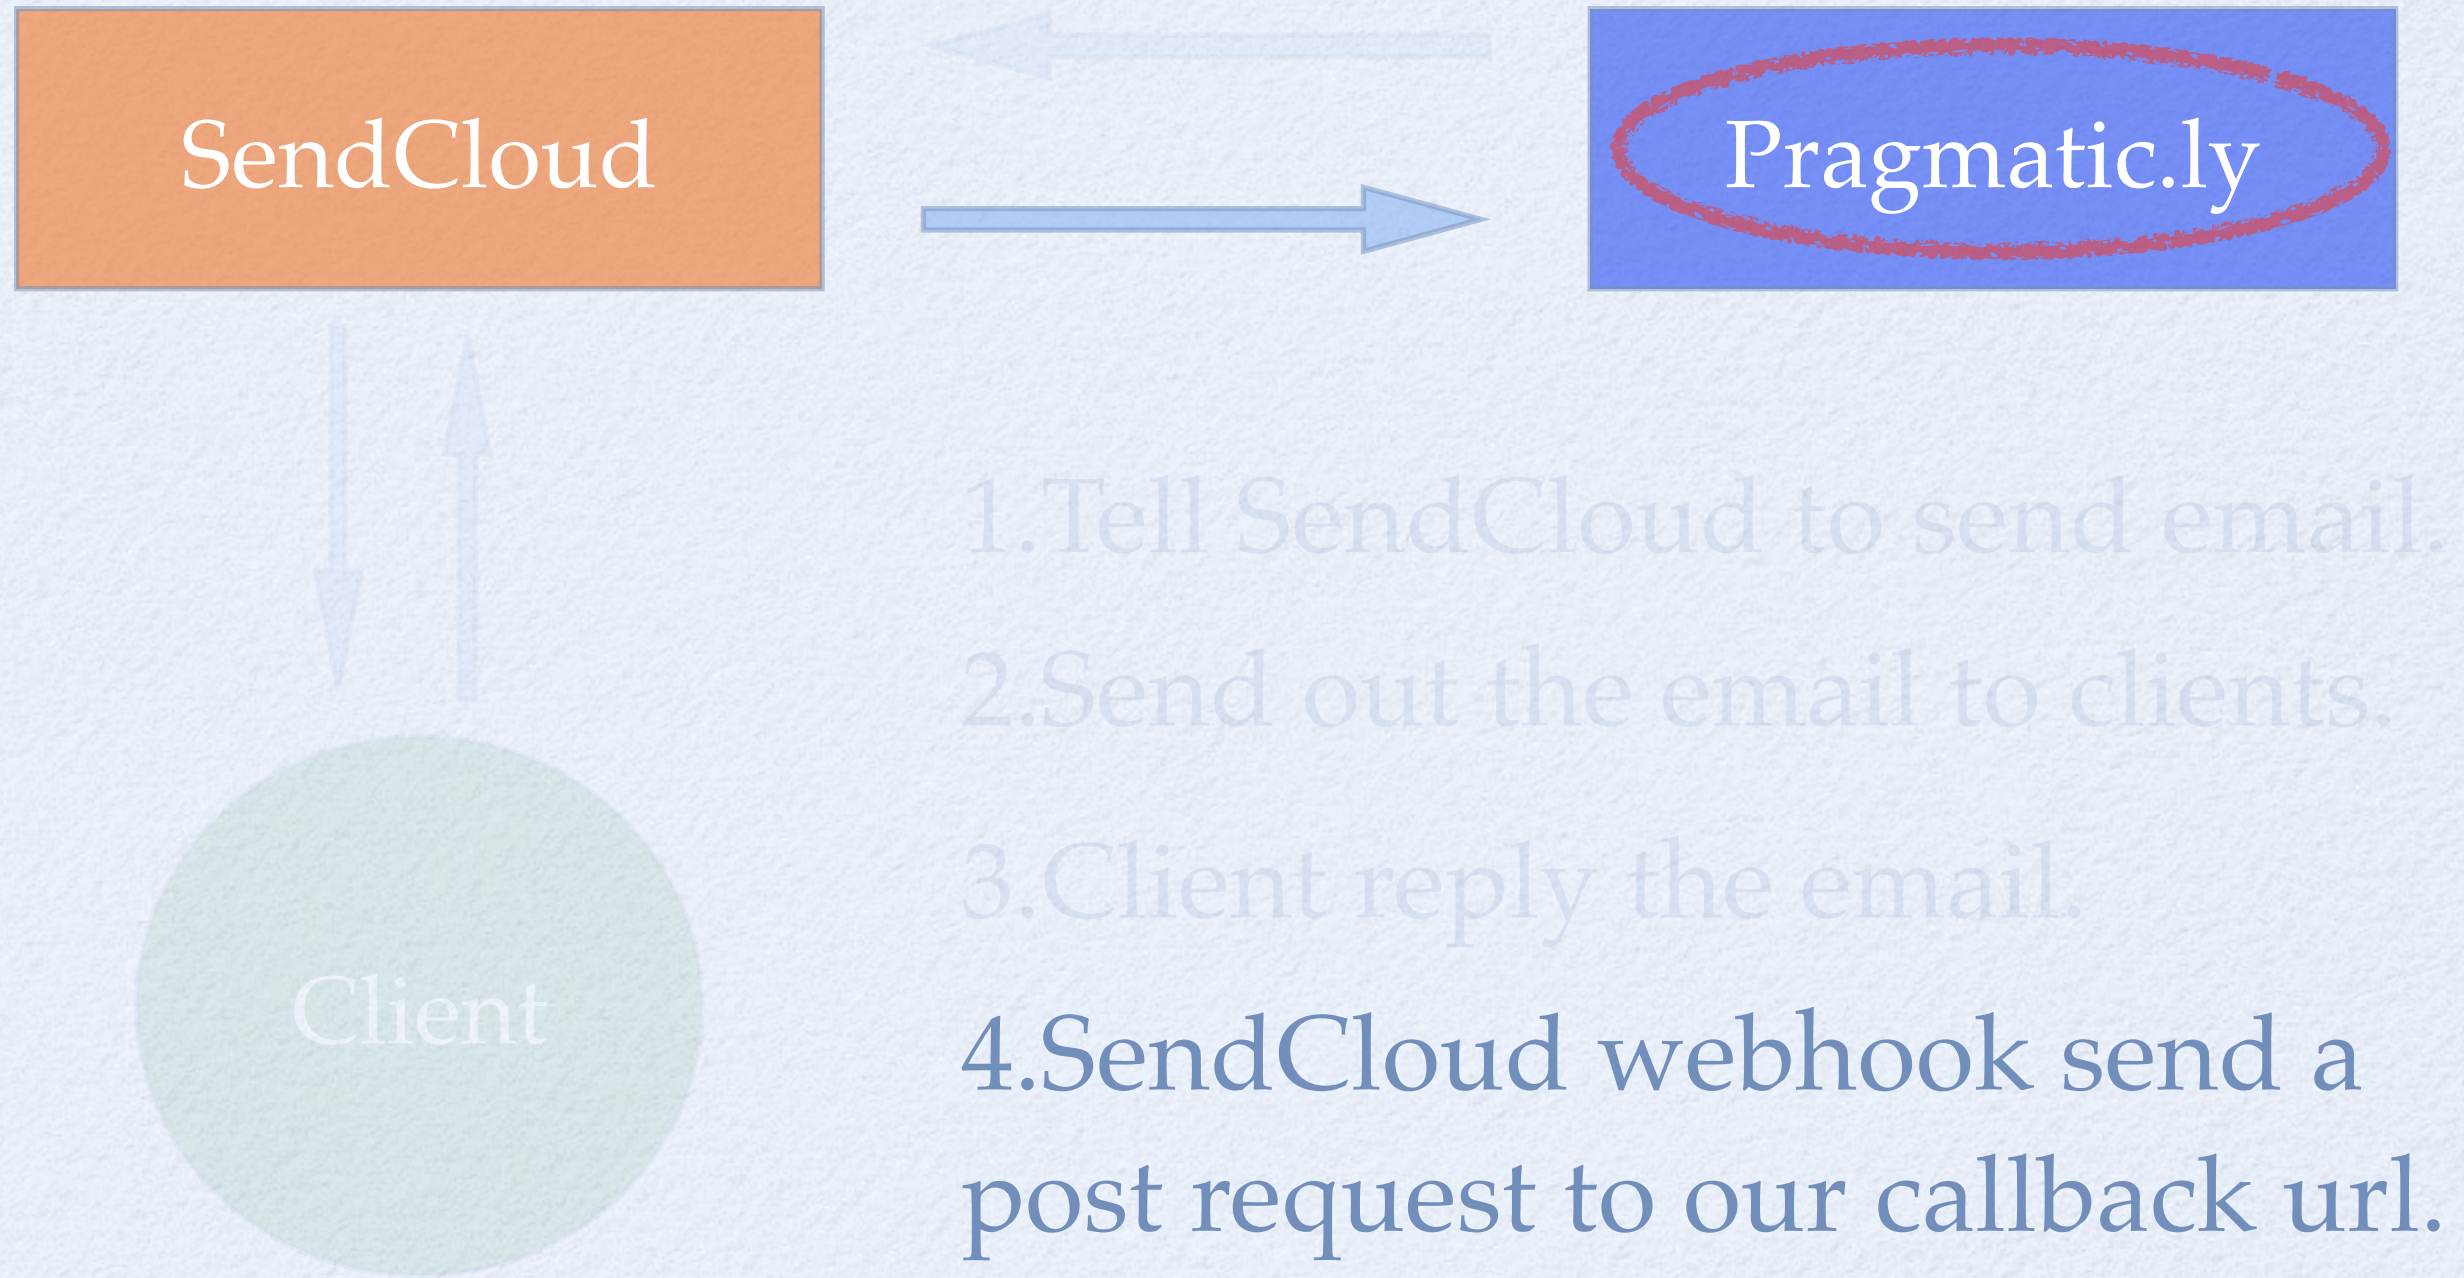 SendCloud
Pragmatic.ly
1.Tell SendCloud to send email.
2.Send out the email to clients.
3.Client reply the email.
Client
4.SendCloud webhook send a
post request to our callback url.